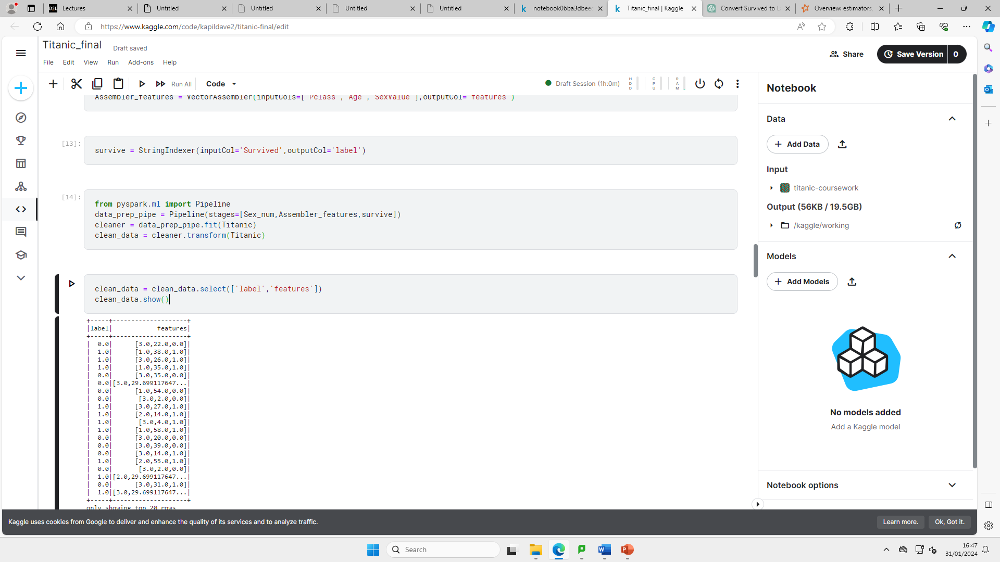 Lectures
Untitled
Untitled
Untitled
Untitled
notebook0bba3dbeec
Titanic_final | Kaggle
Convert Survived to L
Overview: estimators,
https://www.kaggle.com/code/kapildave2/titanic-final/edit
Titanic_final
Draft saved
File Edit View Run Add-ons Help
Share
Save Version 0
Run All
Code
Draft Session (1h:0m)
HDD
CPU
RAM
Assembler_features = VectorAssembler(inputCols=['Pclass','Age','SexValue'],outputCol='features')
[13]:
survive = StringIndexer(inputCol='Survived',outputCol='label')
[14]:
from pyspark.ml import Pipeline
data_prep_pipe = Pipeline(stages=[Sex_num,Assembler_features,survive])
cleaner = data_prep_pipe.fit(Titanic)
clean_data = cleaner.transform(Titanic)
clean_data = clean_data.select(['label','features'])
clean_data.show()
+-----+--------------------+
|label|            features|
+-----+--------------------+
|  0.0|      [3.0,22.0,0.0]|
|  1.0|      [1.0,38.0,1.0]|
|  1.0|      [3.0,26.0,1.0]|
|  1.0|      [1.0,35.0,1.0]|
|  0.0|      [3.0,35.0,0.0]|
|  0.0|[3.0,29.699117647...|
|  0.0|      [1.0,54.0,0.0]|
|  0.0|       [3.0,2.0,0.0]|
|  1.0|      [3.0,27.0,1.0]|
|  1.0|      [2.0,14.0,1.0]|
|  1.0|       [3.0,4.0,1.0]|
|  1.0|      [1.0,58.0,1.0]|
|  0.0|      [3.0,20.0,0.0]|
|  0.0|      [3.0,39.0,0.0]|
|  0.0|      [3.0,14.0,1.0]|
|  1.0|      [2.0,55.0,1.0]|
|  0.0|       [3.0,2.0,0.0]|
|  1.0|[2.0,29.699117647...|
|  0.0|      [3.0,31.0,1.0]|
|  1.0|[3.0,29.699117647...|
+-----+--------------------+
only showing top 20 rows
Notebook
Data
Add Data
Input
titanic-coursework
Output (56KB / 19.5GB)
/kaggle/working
Models
Add Models
No models added
Add a Kaggle model
Notebook options
Kaggle uses cookies from Google to deliver and enhance the quality of its services and to analyze traffic.
Learn more.
Ok, Got it.
Search
16:47
31/01/2024